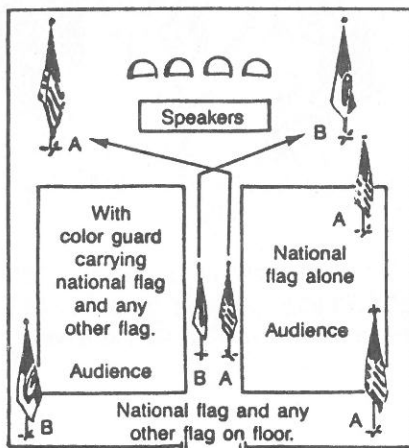 Speakers
A
B
With
color guard
carrying
national flag
and any
other flag.
Audience
A
National
flag alone
Audience
B
A
B
A
National flag and any
other flag on floor.